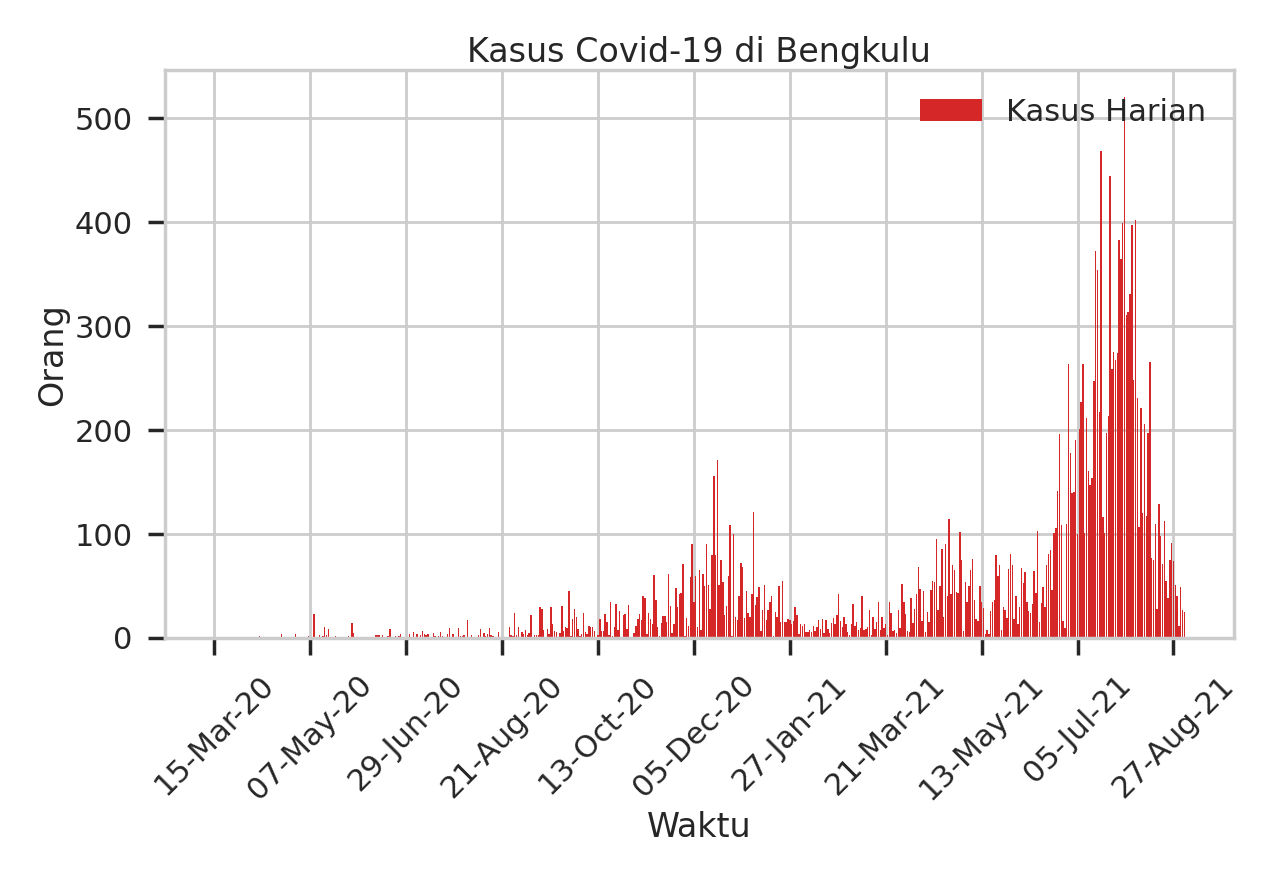 Kasus Covid-19 di Bengkulu
Kasus Harian
500
400
300
200
100
0
Orang
15-Mar-20
07-May-20
29-Jun-20
21-Aug-20
13-Oct-20
05-Dec-20
27-Jan-21
21-Mar-21
13-May-21
05-Jul-21
27-Aug-21
Waktu